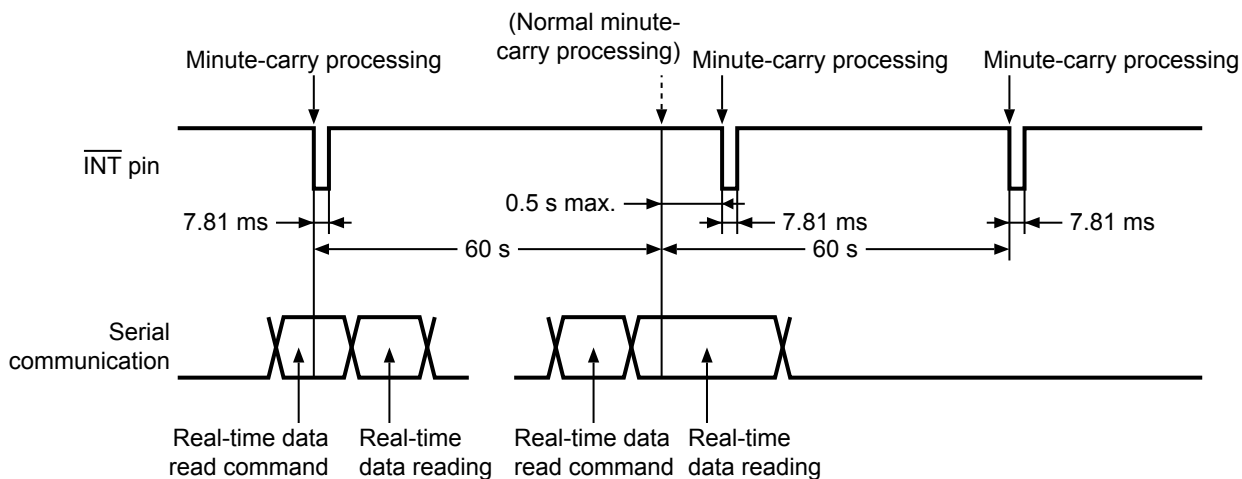 (Normal minute-
carry processing)
Minute-carry processing
Minute-carry processing
Minute-carry processing
INT pin
0.5 s max.
7.81 ms
7.81 ms
7.81 ms
60 s
60 s
Serial
communication
Real-time data
read command
Real-time
data reading
Real-time data
read command
Real-time
data reading